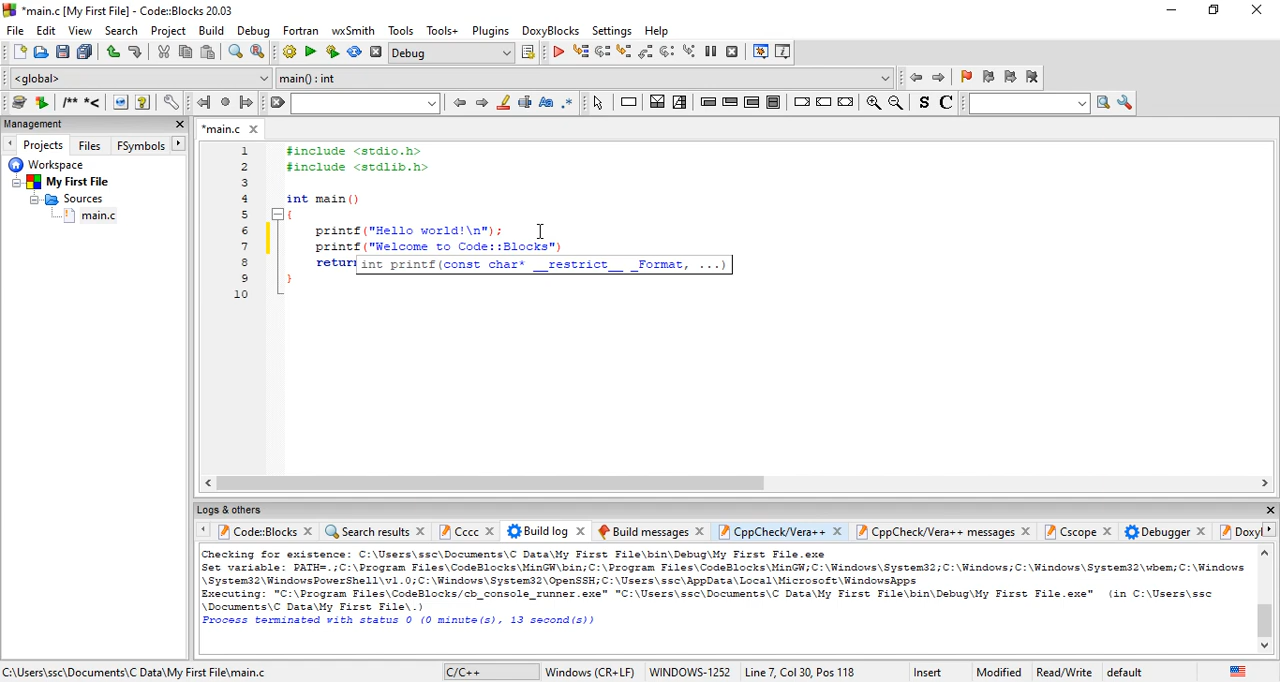 *main.c [My First File] - Code::Blocks 20.03
File Edit View Search Project Build Debug Fortran wxSmith Tools Tools+ Plugins DoxyBlocks Settings Help
Debug
<global> main() : int
/** *< S C
Management
Projects Files FSymbols
Workspace
My First File
Sources
main.c
*main.c
1 #include <stdio.h>
2 #include <stdlib.h>
3
4 int main()
5 {
6 printf("Hello world!\n");
7 printf("Welcome to Code::Blocks")
8 return
int printf(const char* __restrict__ _Format, ...)
9 }
10
Logs & others
Code::Blocks Search results Cccc Build log Build messages CppCheck/Vera++ CppCheck/Vera++ messages Cscope Debugger Doxyl
Checking for existence: C:\Users\ssc\Documents\C Data\My First File\bin\Debug\My First File.exe
Set variable: PATH=.;C:\Program Files\CodeBlocks\MinGW\bin;C:\Program Files\CodeBlocks\MinGW;C:\Windows\System32;C:\Windows;C:\Windows\System32\wbem;C:\Windows
\System32\WindowsPowerShell\v1.0;C:\Windows\System32\OpenSSH;C:\Users\ssc\AppData\Local\Microsoft\WindowsApps
Executing: "C:\Program Files\CodeBlocks/cb_console_runner.exe" "C:\Users\ssc\Documents\C Data\My First File\bin\Debug\My First File.exe" (in C:\Users\ssc
\Documents\C Data\My First File\.)
Process terminated with status 0 (0 minute(s), 13 second(s))
C:\Users\ssc\Documents\C Data\My First File\main.c C/C++ Windows (CR+LF) WINDOWS-1252 Line 7, Col 30, Pos 118 Insert Modified Read/Write default